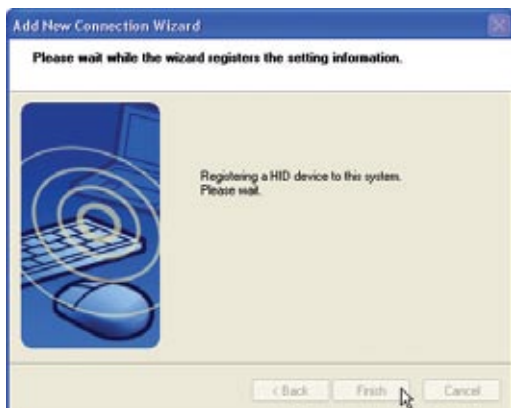 Add New Connection Wizard
Please wait while the wizard registers the setting information.
Registering a HID device to this system.
Please wait.
< Back
Finish
Cancel